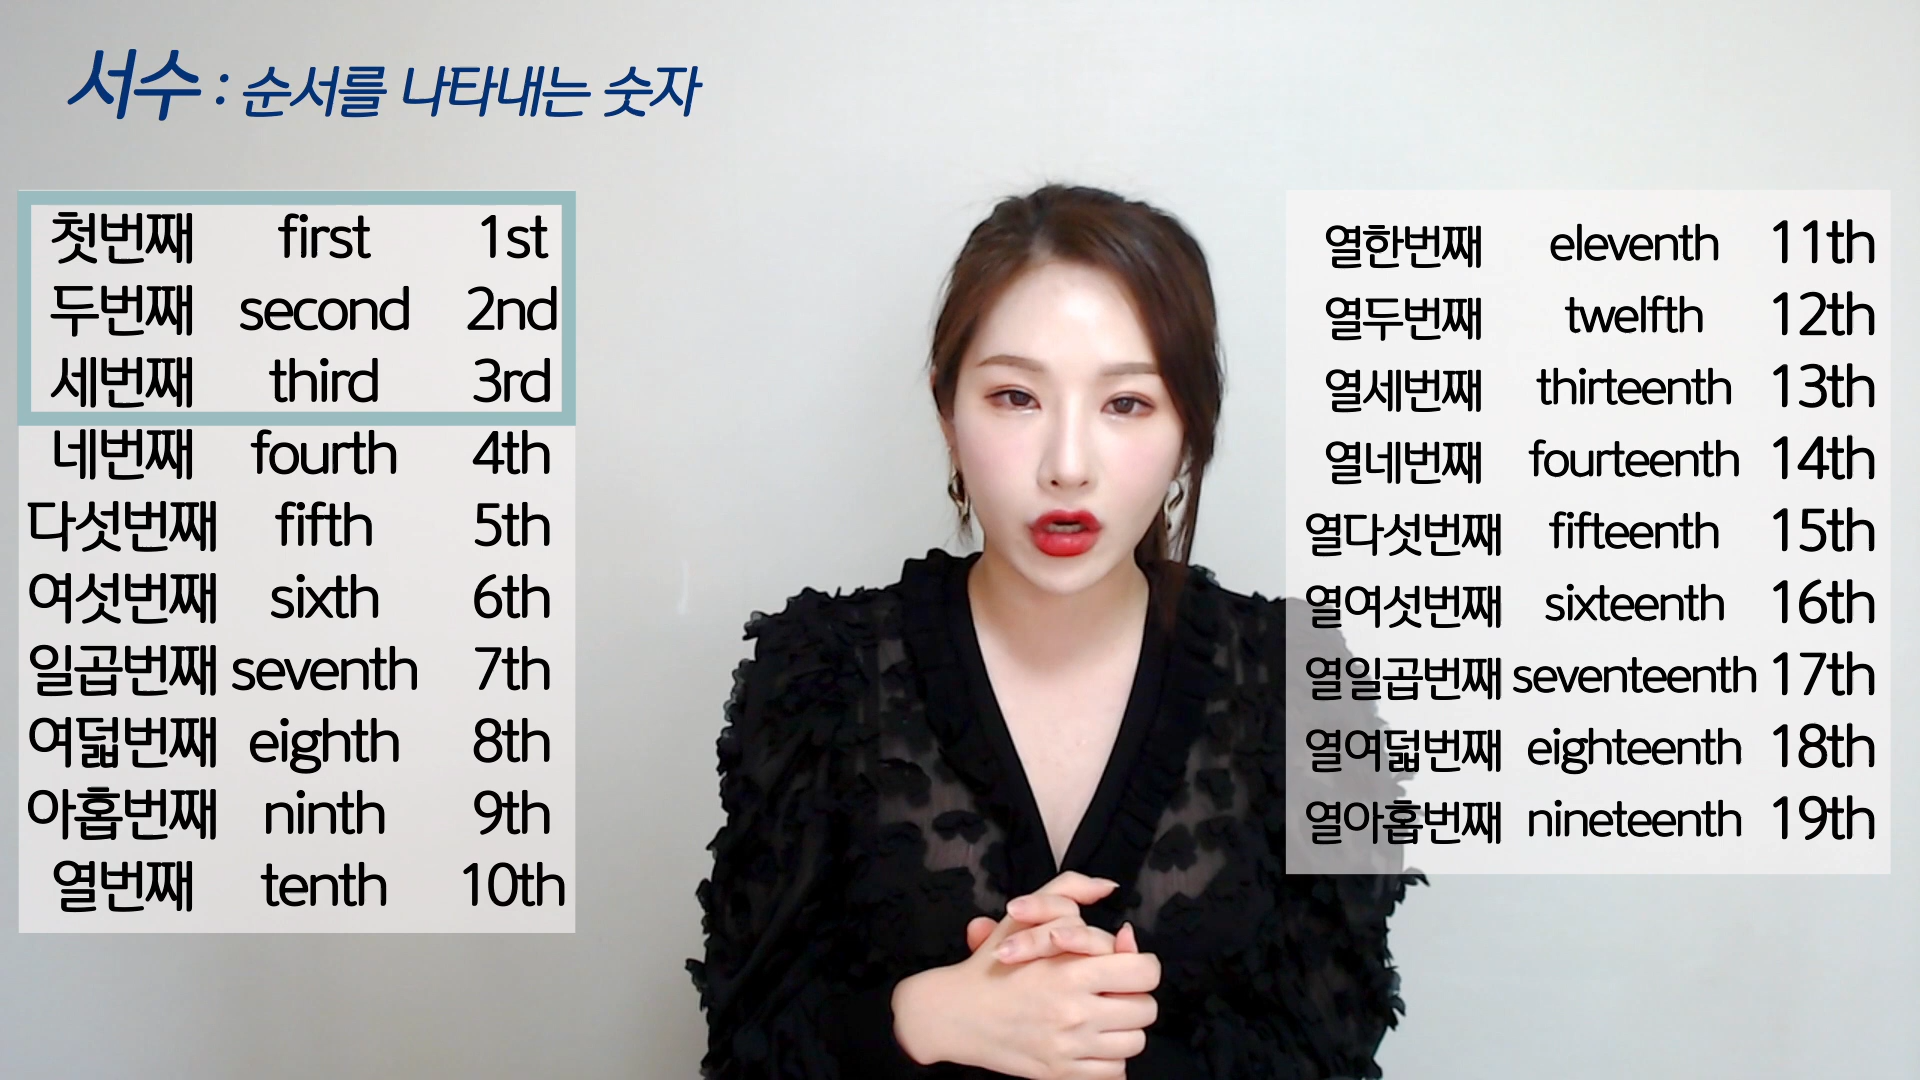 서수 : 순서를 나타내는 숫자
첫번째 first 1st
두번째 second 2nd
세번째 third 3rd
네번째 fourth 4th
다섯번째 fifth 5th
여섯번째 sixth 6th
일곱번째 seventh 7th
여덟번째 eighth 8th
아홉번째 ninth 9th
열번째 tenth 10th
열한번째 eleventh 11th
열두번째 twelfth 12th
열세번째 thirteenth 13th
열네번째 fourteenth 14th
열다섯번째 fifteenth 15th
열여섯번째 sixteenth 16th
열일곱번째 seventeenth 17th
열여덟번째 eighteenth 18th
열아홉번째 nineteenth 19th